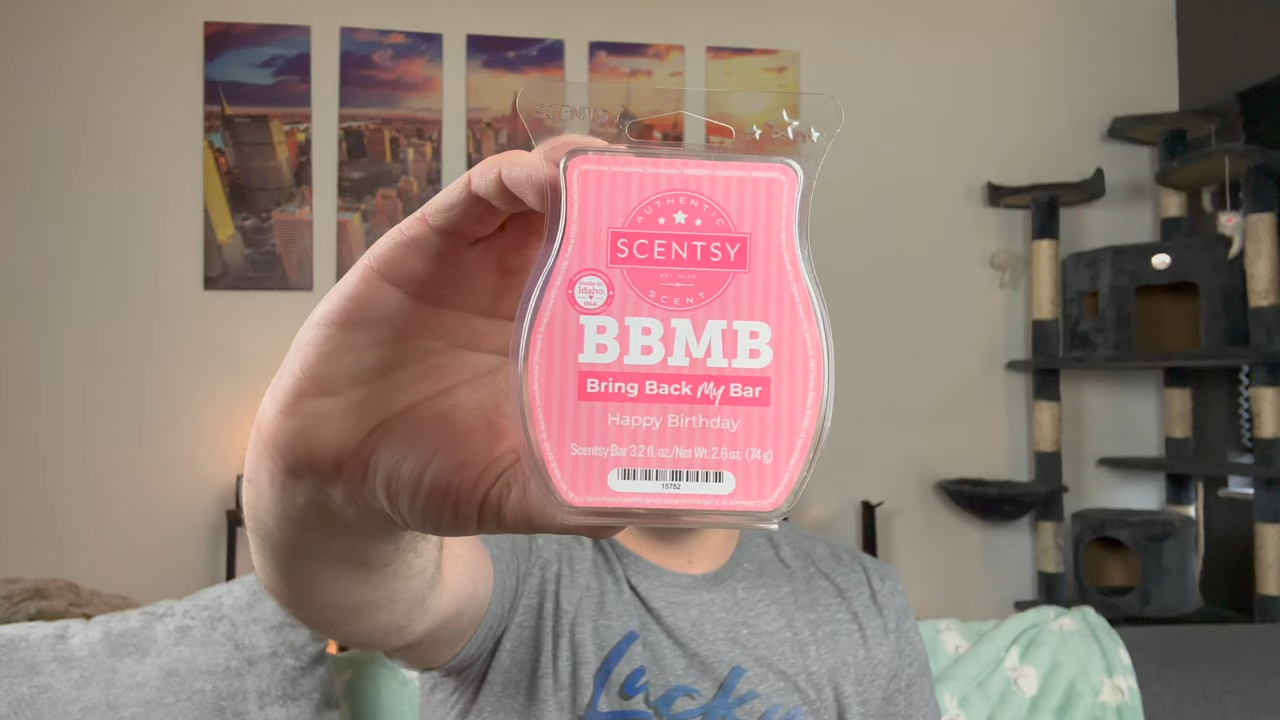 SCENTSY
AUTHENTIC
SCENTSY
SCENT
made in
Idaho
USA
BBMB
Bring Back My Bar
Happy Birthday
Scentsy Bar 3.2 fl. oz./Net Wt. 2.6 oz. (74 g)
15752
Lucky